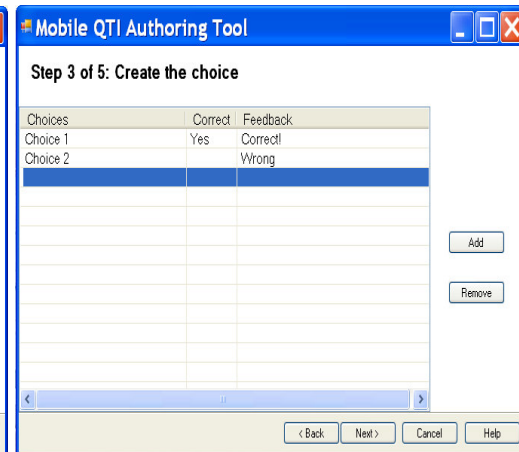 Mobile QTI Authoring Tool
Step 3 of 5: Create the choice
Choices Correct Feedback
Choice 1 Yes Correct!
Choice 2 Wrong
Add
Remove
< Back Next > Cancel Help